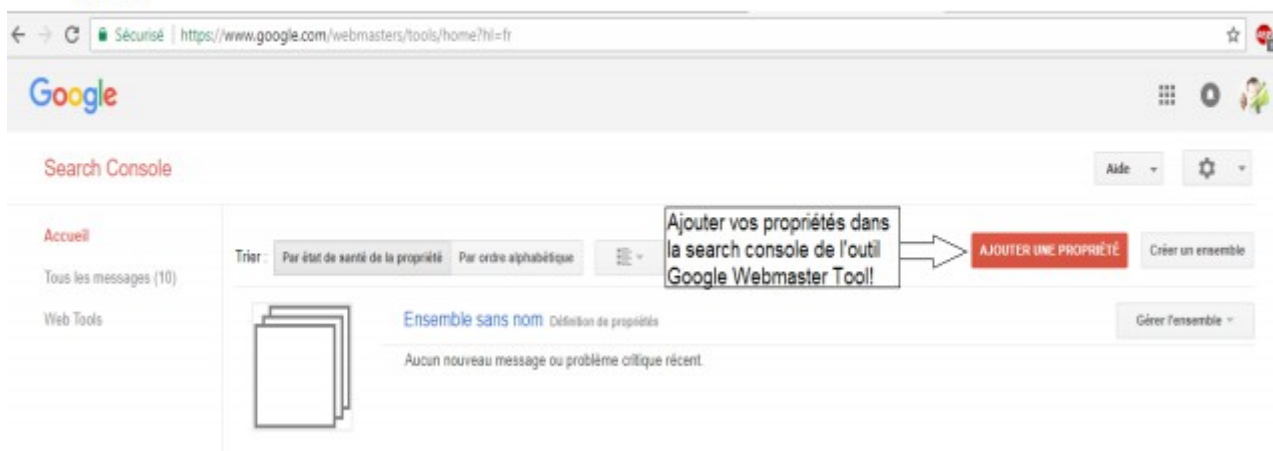 Sécurisé | https://www.google.com/webmasters/tools/home?hl=fr
Google
Search Console
Aide
Accueil
Tous les messages (10)
Web Tools
Trier : Par état de santé de la propriété Par ordre alphabétique
Ajouter vos propriétés dans
la search console de l'outil
Google Webmaster Tool!
AJOUTER UNE PROPRIÉTÉ
Créer un ensemble
Ensemble sans nom Définition de propriétés
Gérer l'ensemble
Aucun nouveau message ou problème critique récent.